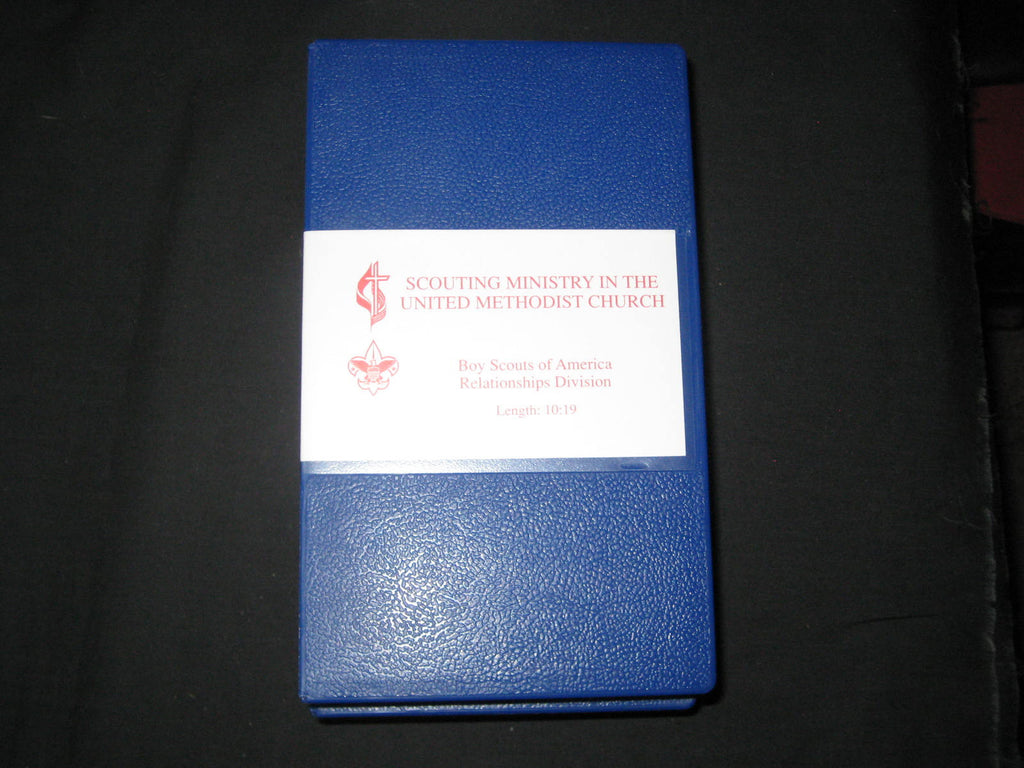 SCOUTING MINISTRY IN THE
UNITED METHODIST CHURCH
Boy Scouts of America
Relationships Division
Length: 10:19